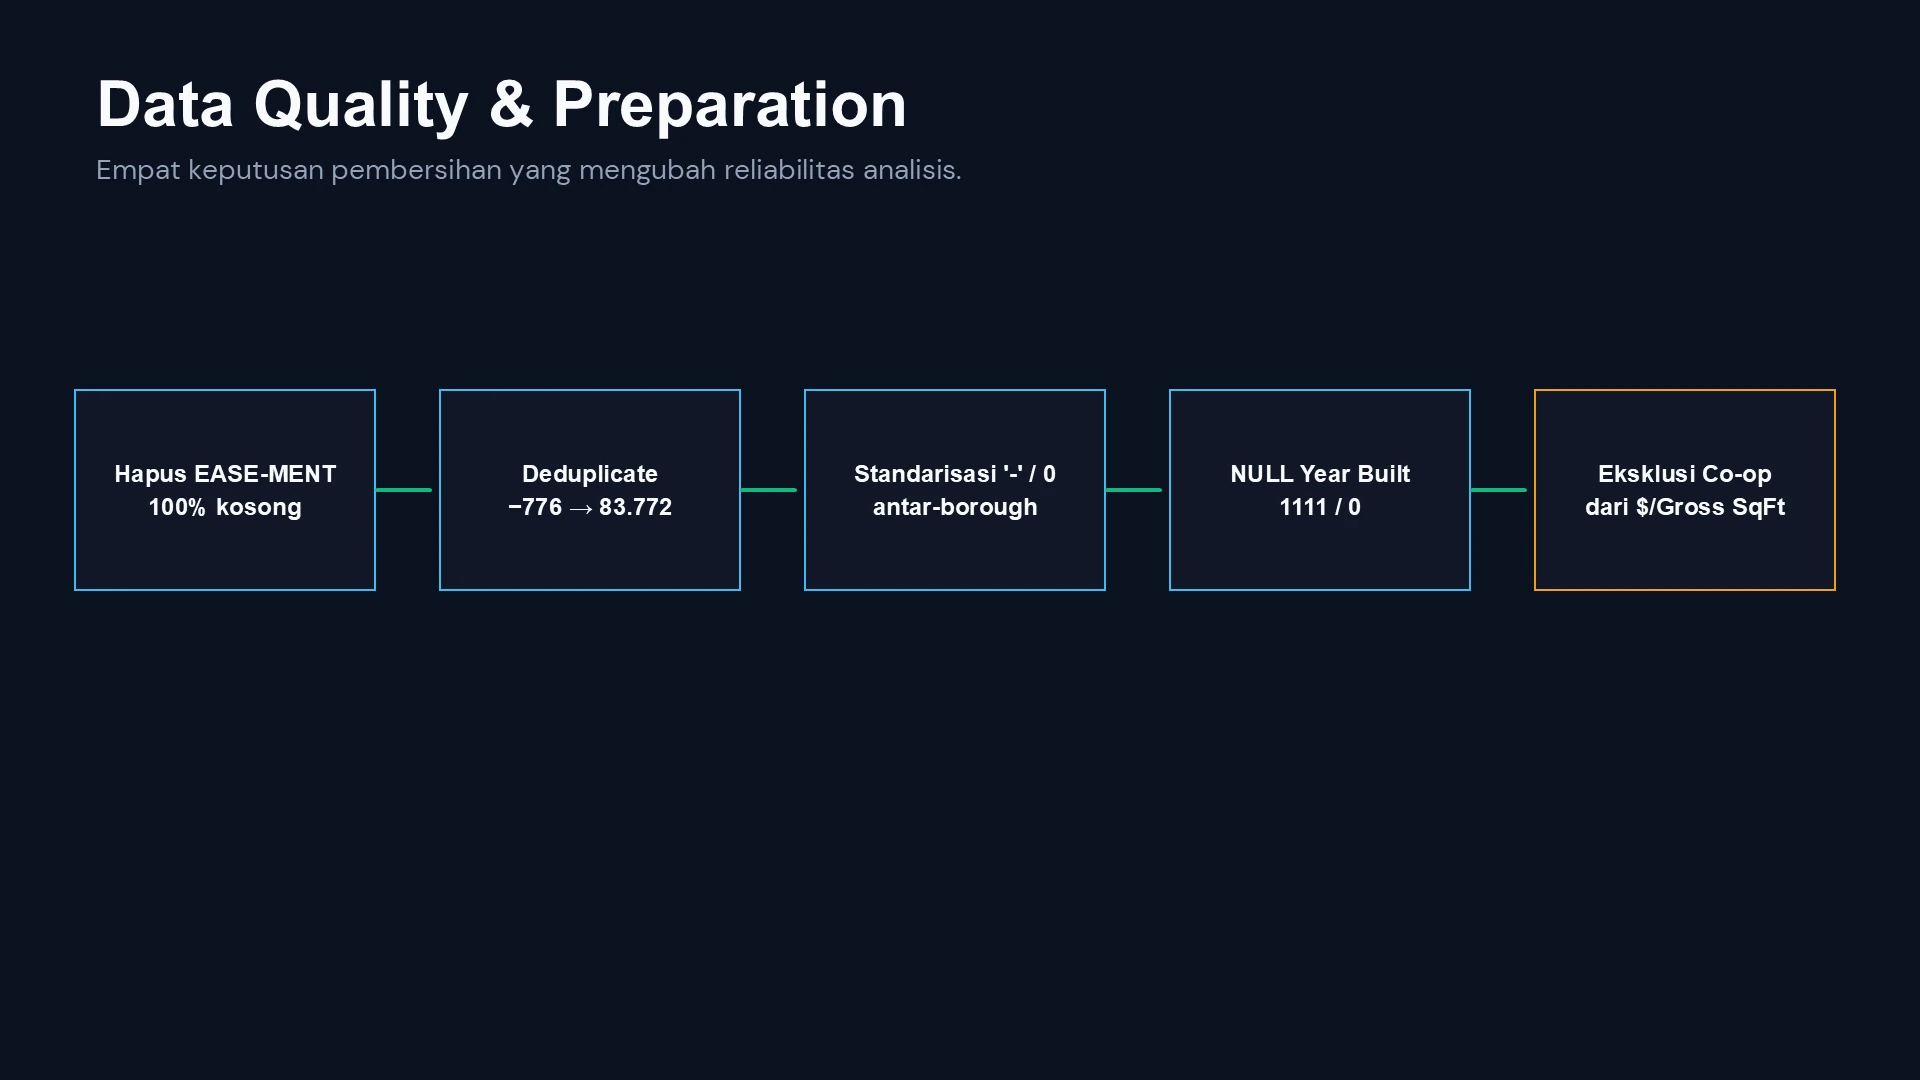 Data Quality & Preparation
Empat keputusan pembersihan yang mengubah reliabilitas analisis.
Hapus EASE-MENT
100% kosong
Deduplicate
−776 → 83.772
Standarisasi '-' / 0
antar-borough
NULL Year Built
1111 / 0
Eksklusi Co-op
dari $/Gross SqFt